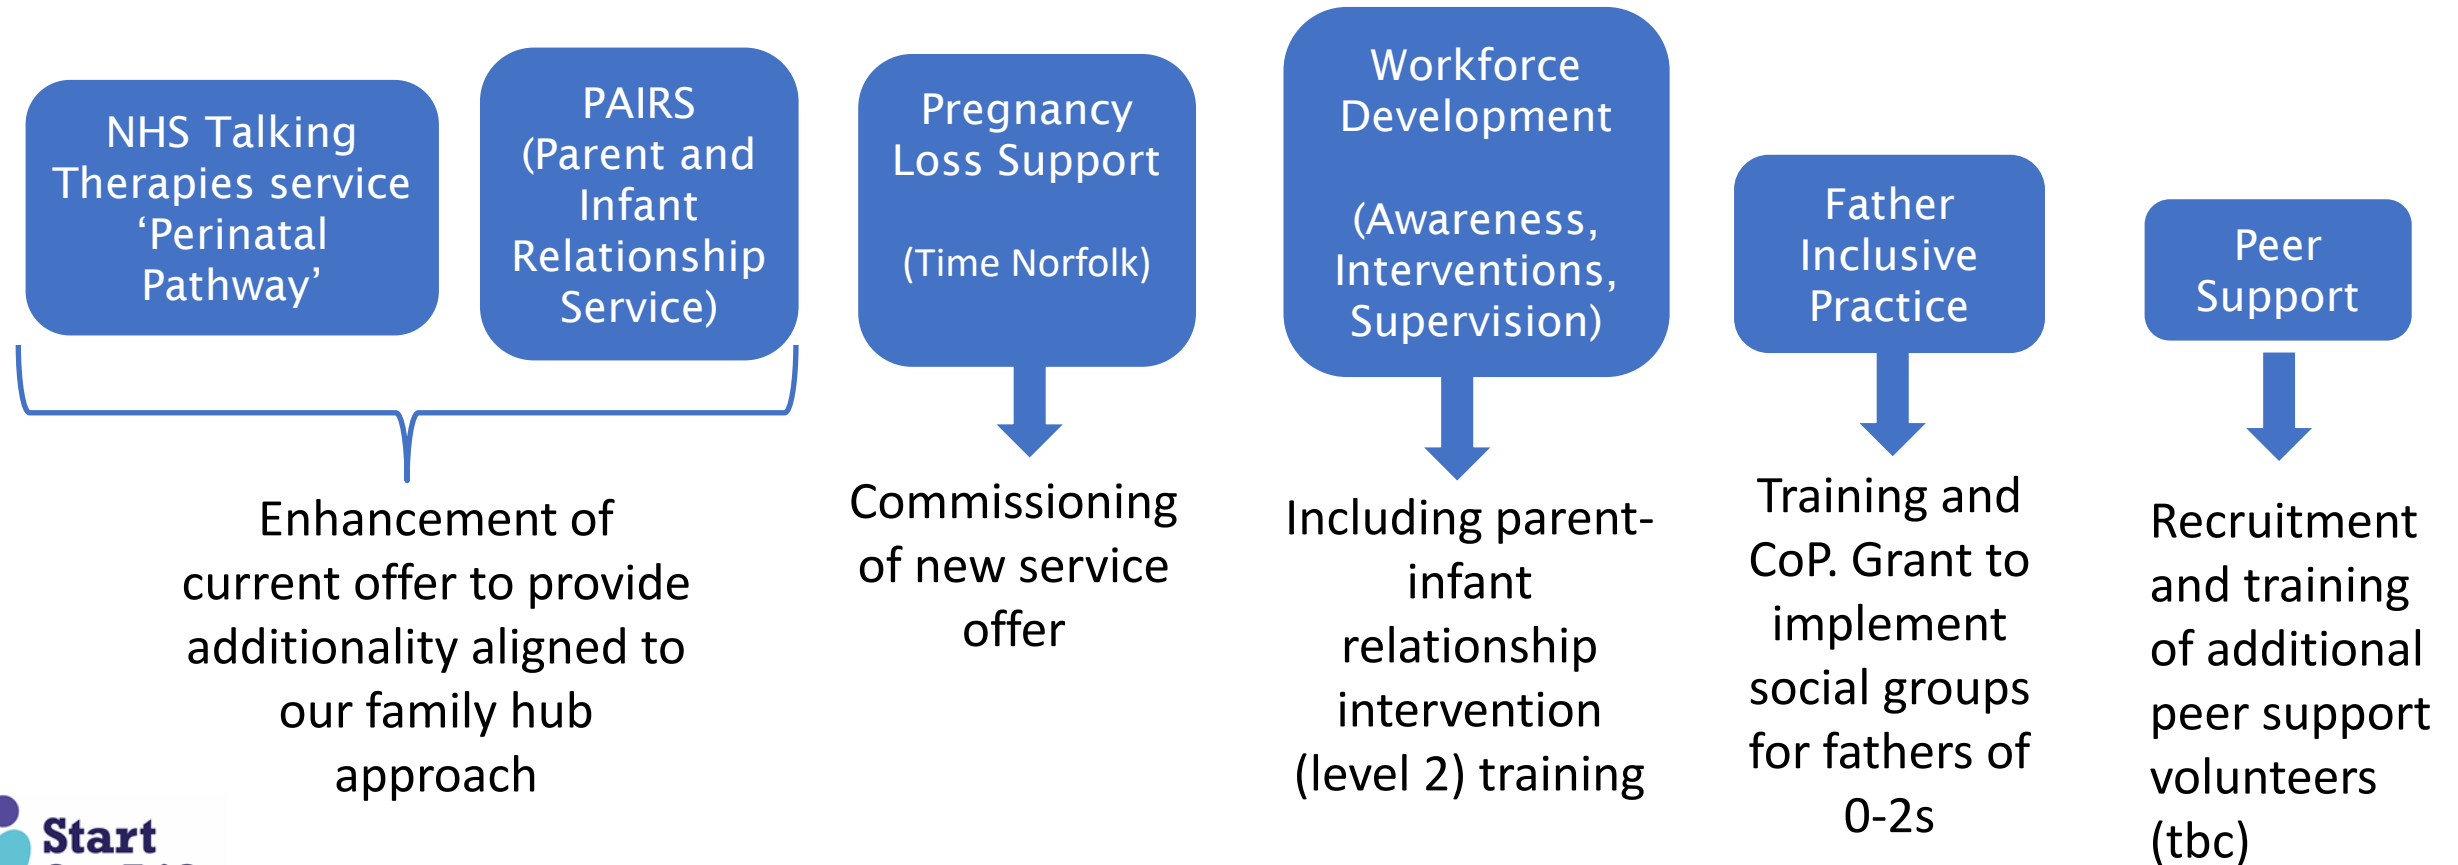 NHS Talking
Therapies service
‘Perinatal
Pathway’
PAIRS
(Parent and
Infant
Relationship
Service)
Enhancement of
current offer to provide
additionality aligned to
our family hub
approach
Pregnancy
Loss Support
(Time Norfolk)
Commissioning
of new service
offer
Workforce
Development
(Awareness,
Interventions,
Supervision)
Including parent-
infant
relationship
intervention
(level 2) training
Father
Inclusive
Practice
Training and
CoP. Grant to
implement
social groups
for fathers of
0-2s
Peer
Support
Recruitment
and training
of additional
peer support
volunteers
(tbc)
Start